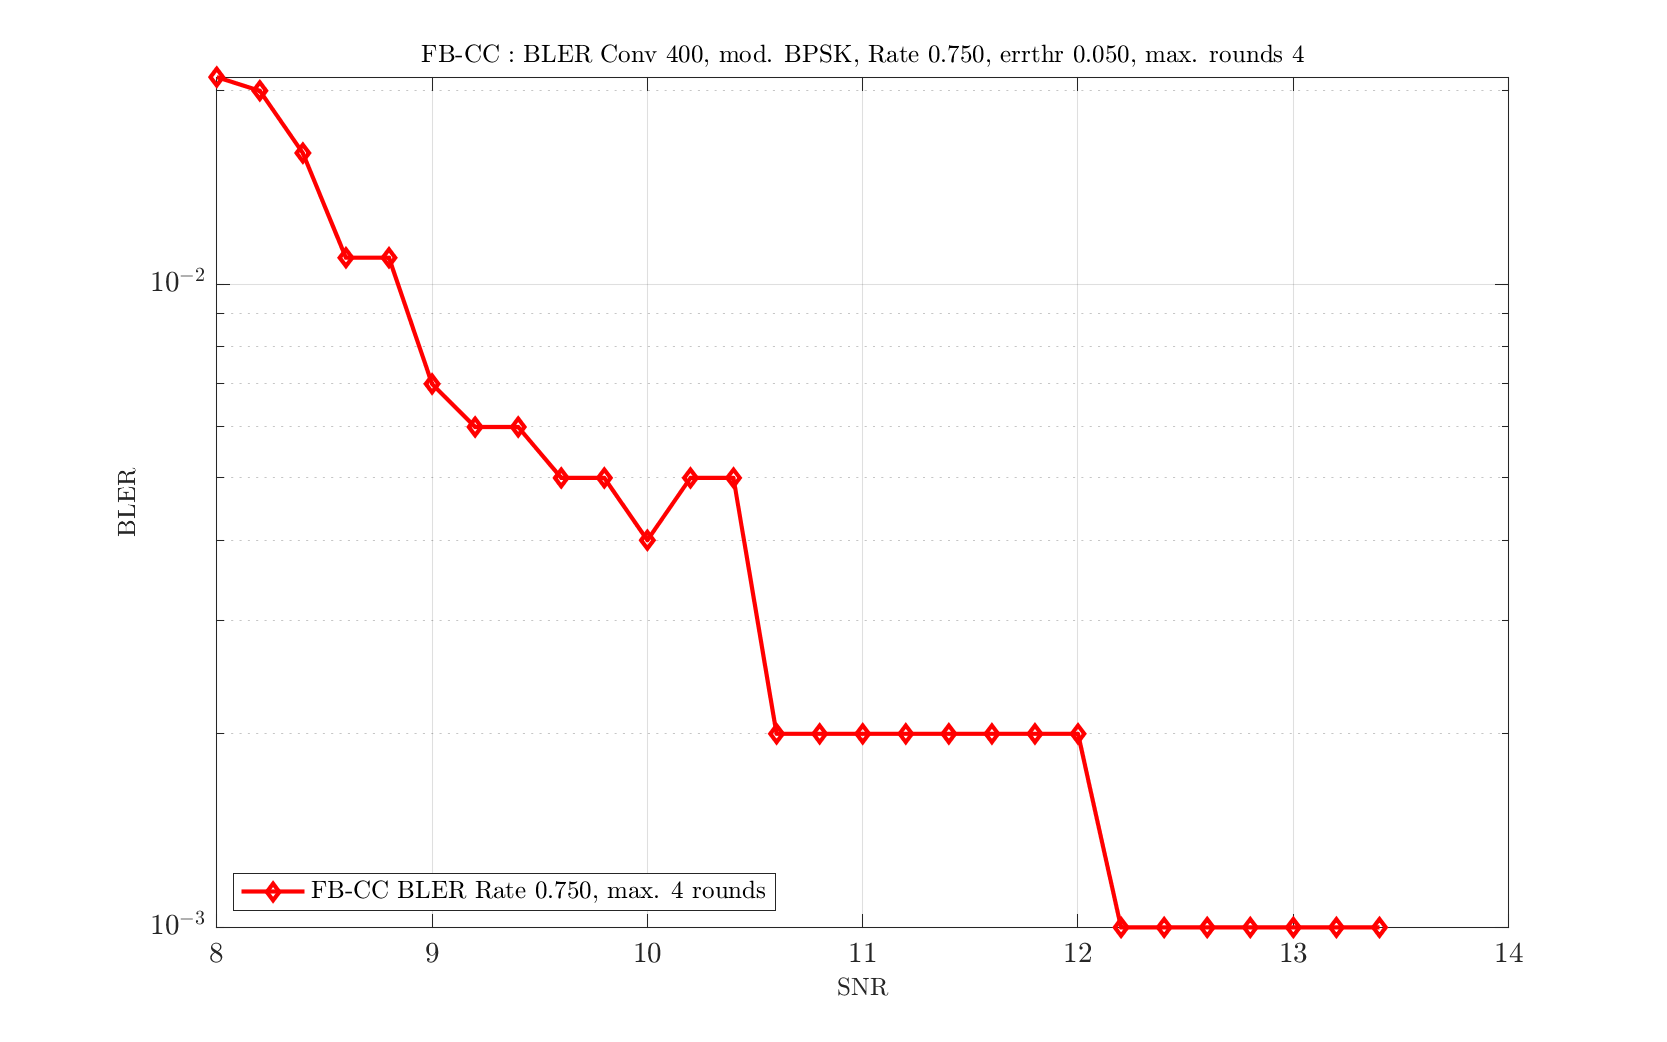 FB-CC : BLER Conv 400, mod. BPSK, Rate 0.750, errthr 0.050, max. rounds 4
10⁻²
BLER
10⁻³
FB-CC BLER Rate 0.750, max. 4 rounds
8 9 10 11 12 13 14
SNR